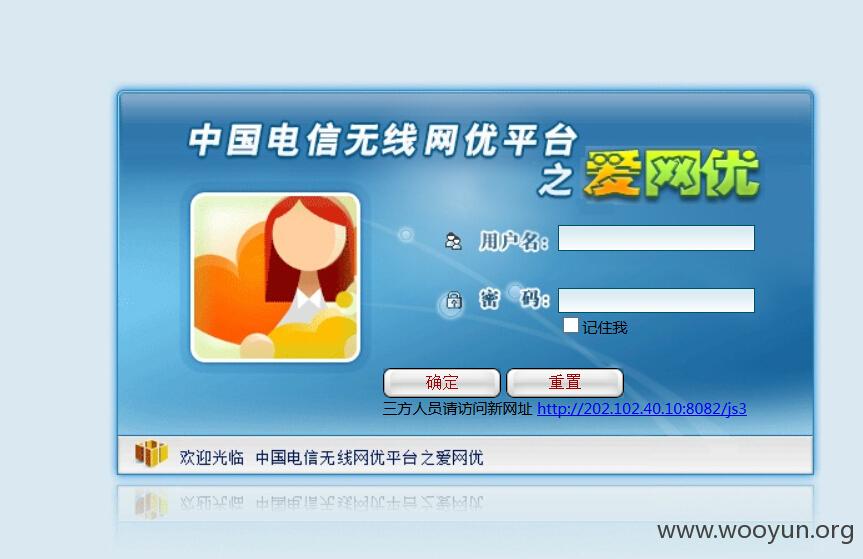 中国电信无线网优平台
之 爱网优
用户名:
密 码:
记住我
确定 重置
三方人员请访问新网址 http://202.102.40.10:8082/js3
欢迎光临 中国电信无线网优平台之爱网优
www.wooyun.org